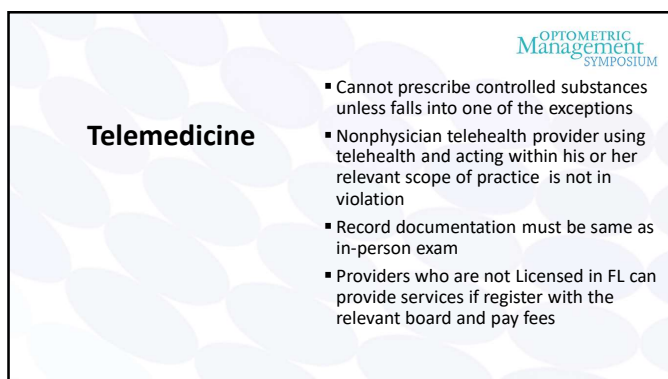 OPTOMETRIC
Management
SYMPOSIUM
Telemedicine
▪ Cannot prescribe controlled substances
unless falls into one of the exceptions
▪ Nonphysician telehealth provider using
telehealth and acting within his or her
relevant scope of practice is not in
violation
▪ Record documentation must be same as
in-person exam
▪ Providers who are not Licensed in FL can
provide services if register with the
relevant board and pay fees